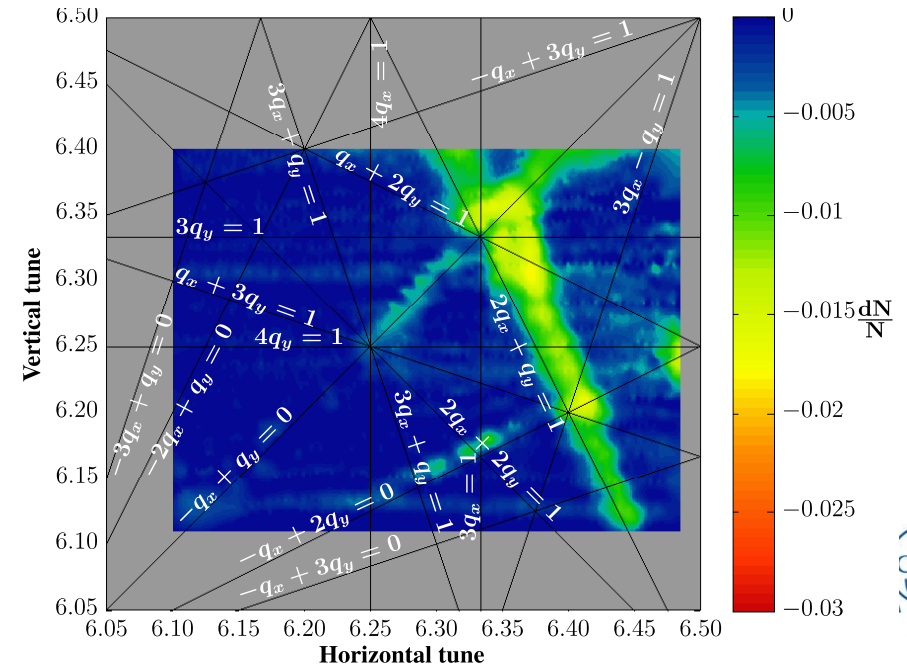 6.50
6.45
6.40
6.35
6.30
6.25
6.20
6.15
6.10
6.05
6.05 6.10 6.15 6.20 6.25 6.30 6.35 6.40 6.45 6.50
Vertical tune
Horizontal tune
−q_x + 3q_y = 1
4q_x = 1
3q_x + q_y = 1
3q_x − q_y = 1
q_x + 2q_y = 1
3q_y = 1
q_x + 3q_y = 1
4q_y = 1
−3q_x + q_y = 0
−2q_x + q_y = 0
−q_x + q_y = 0
2q_x + q_y = 1
3q_x + q_y = 1
2q_x + 2q_y = 1
3q_x = 1
−q_x + 2q_y = 0
−q_x + 3q_y = 0
0
−0.005
−0.01
−0.015
−0.02
−0.025
−0.03
dN
N